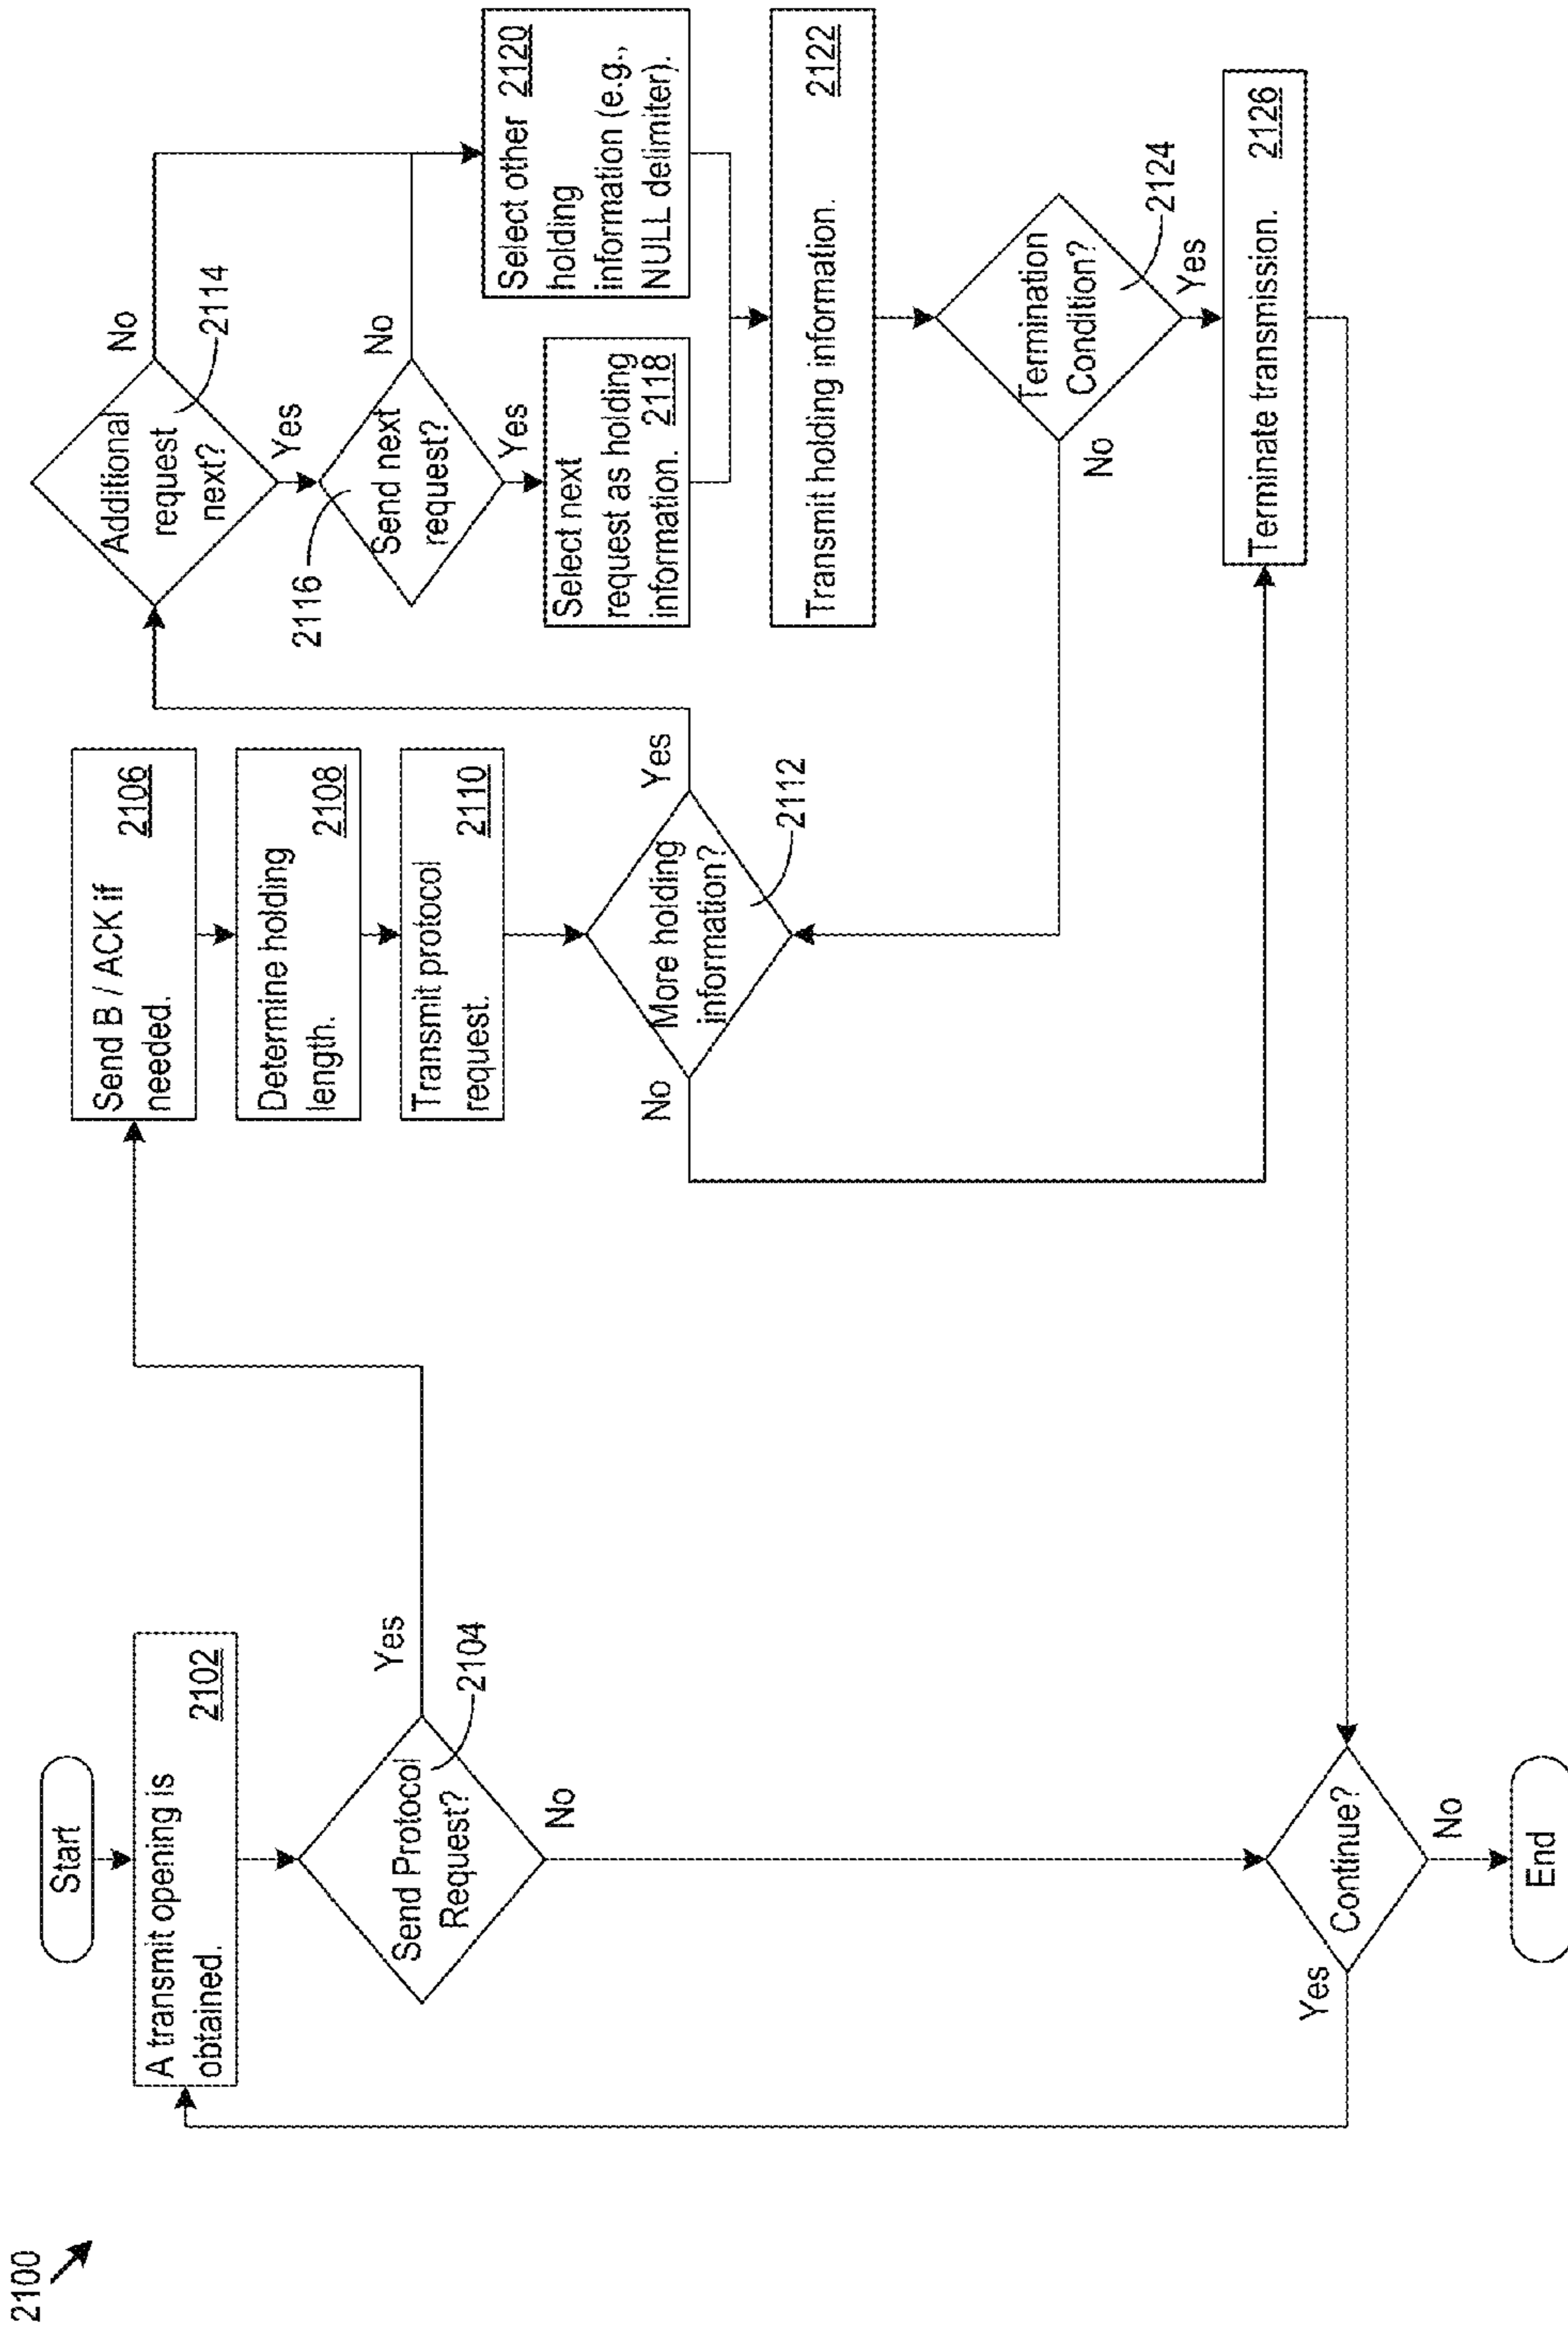 2100
Start
A transmit opening is
obtained. 2102
Send Protocol
Request?
2104
Yes
No
Continue?
Yes
No
End
Send B / ACK if
needed. 2106
Determine holding
length. 2108
Transmit protocol
request. 2110
More holding
information?
2112
Yes
No
Additional
request
next?
2114
No
Yes
Send next
request?
2116
No
Yes
Select next
request as holding
information. 2118
Select other 2120
holding
information (e.g.,
NULL delimiter).
Transmit holding information. 2122
Termination
Condition?
2124
No
Yes
Terminate transmission. 2126